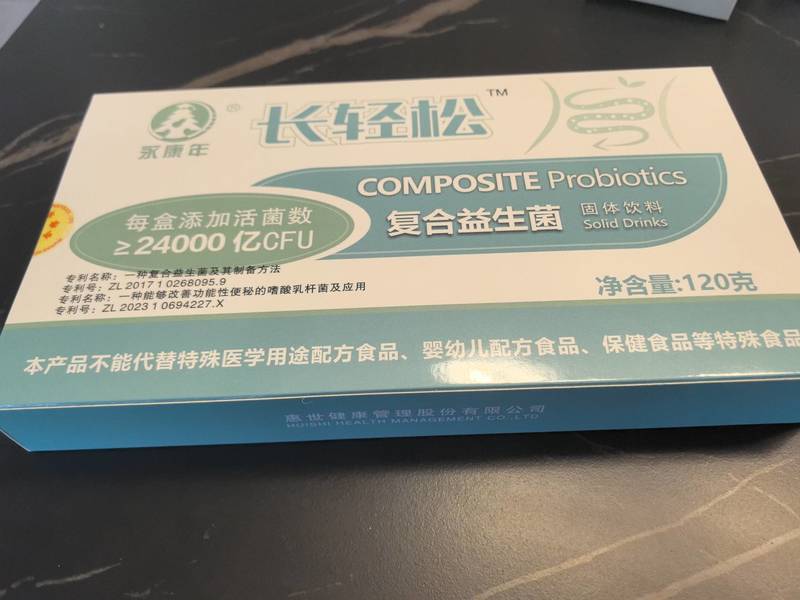 永康年
®
长轻松™
COMPOSITE Probiotics
复合益生菌
固体饮料
Solid Drinks
每盒添加活菌数
≥24000亿CFU
专利名称：一种复合益生菌及其制备方法
专利号：ZL 2017 1 0268095.9
专利名称：一种能够改善功能性便秘的嗜酸乳杆菌及应用
专利号：ZL 2023 1 0694227.X
净含量:120克
本产品不能代替特殊医学用途配方食品、婴幼儿配方食品、保健食品等特殊食品
惠世健康管理股份有限公司
HUISHI HEALTH MANAGEMENT CO.,LTD